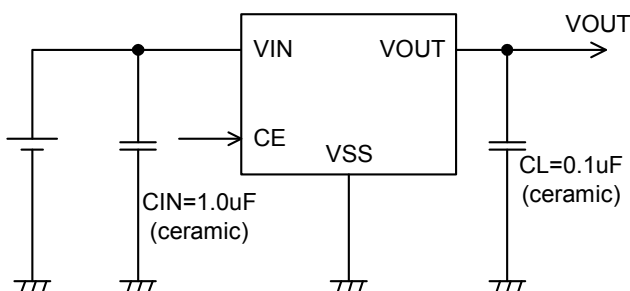 VOUT
VIN
VOUT
CE
VSS
CIN=1.0uF
(ceramic)
CL=0.1uF
(ceramic)